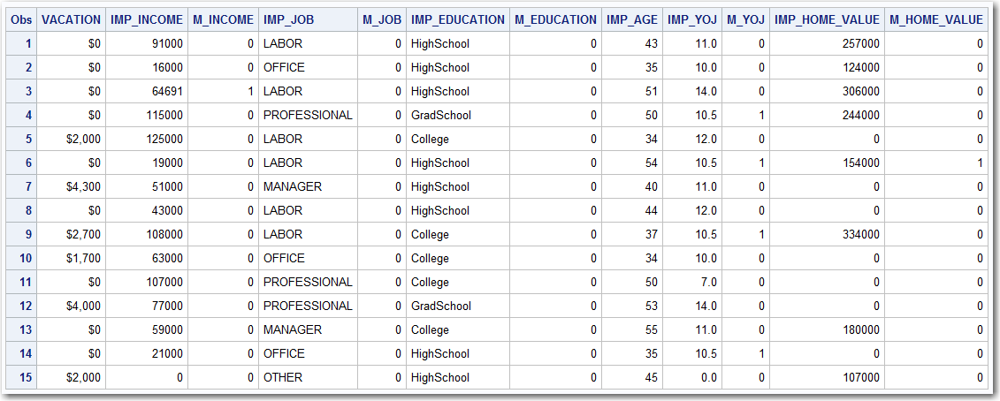 Obs VACATION IMP_INCOME M_INCOME IMP_JOB M_JOB IMP_EDUCATION M_EDUCATION IMP_AGE IMP_YOJ M_YOJ IMP_HOME_VALUE M_HOME_VALUE
1 $0 91000 0 LABOR 0 HighSchool 0 43 11.0 0 257000 0
2 $0 16000 0 OFFICE 0 HighSchool 0 35 10.0 0 124000 0
3 $0 64691 1 LABOR 0 HighSchool 0 51 14.0 0 306000 0
4 $0 115000 0 PROFESSIONAL 0 GradSchool 0 50 10.5 1 244000 0
5 $2,000 125000 0 LABOR 0 College 0 34 12.0 0 0 0
6 $0 19000 0 LABOR 0 HighSchool 0 54 10.5 1 154000 1
7 $4,300 51000 0 MANAGER 0 HighSchool 0 40 11.0 0 0 0
8 $0 43000 0 LABOR 0 HighSchool 0 44 12.0 0 0 0
9 $2,700 108000 0 LABOR 0 College 0 37 10.5 1 334000 0
10 $1,700 63000 0 OFFICE 0 College 0 34 10.0 0 0 0
11 $0 107000 0 PROFESSIONAL 0 College 0 50 7.0 0 0 0
12 $4,000 77000 0 PROFESSIONAL 0 GradSchool 0 53 14.0 0 0 0
13 $0 59000 0 MANAGER 0 College 0 55 11.0 0 180000 0
14 $0 21000 0 OFFICE 0 HighSchool 0 35 10.5 1 0 0
15 $2,000 0 0 OTHER 0 HighSchool 0 45 0.0 0 107000 0